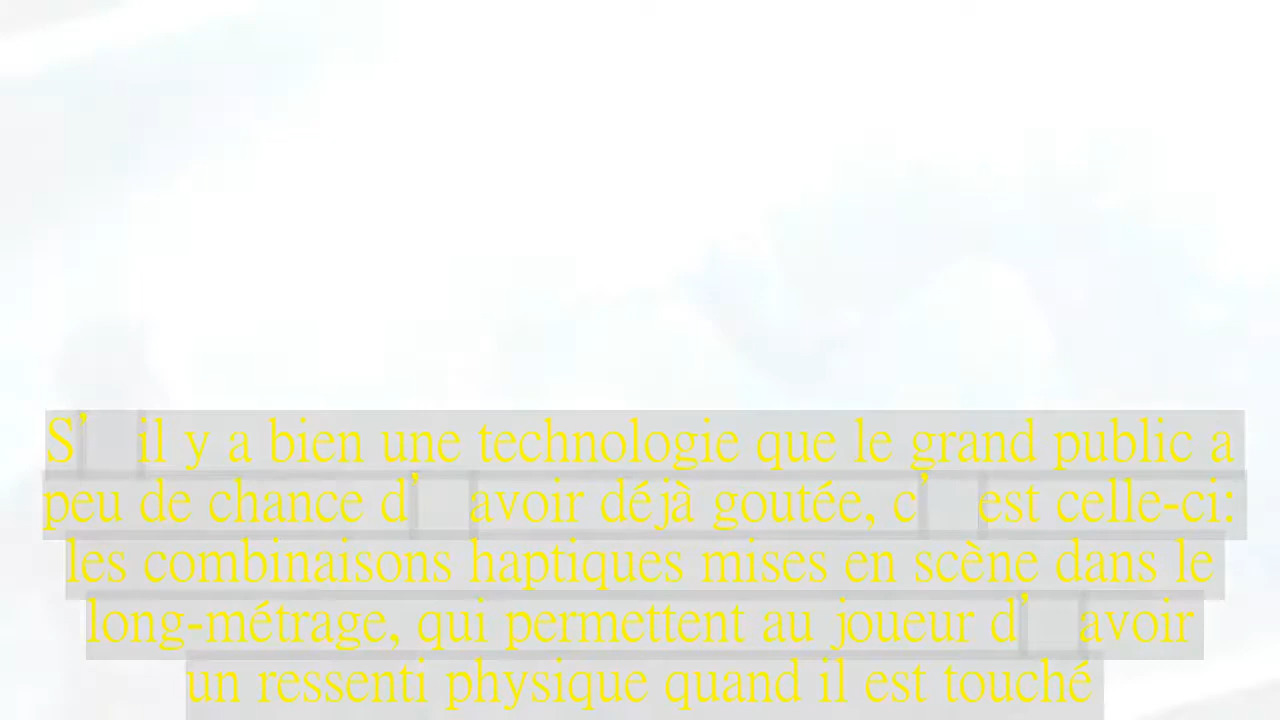 S’il y a bien une technologie que le grand public a
peu de chance d’avoir déjà goutée, c’est celle-ci:
les combinaisons haptiques mises en scène dans le
long-métrage, qui permettent au joueur d’avoir
un ressenti physique quand il est touché